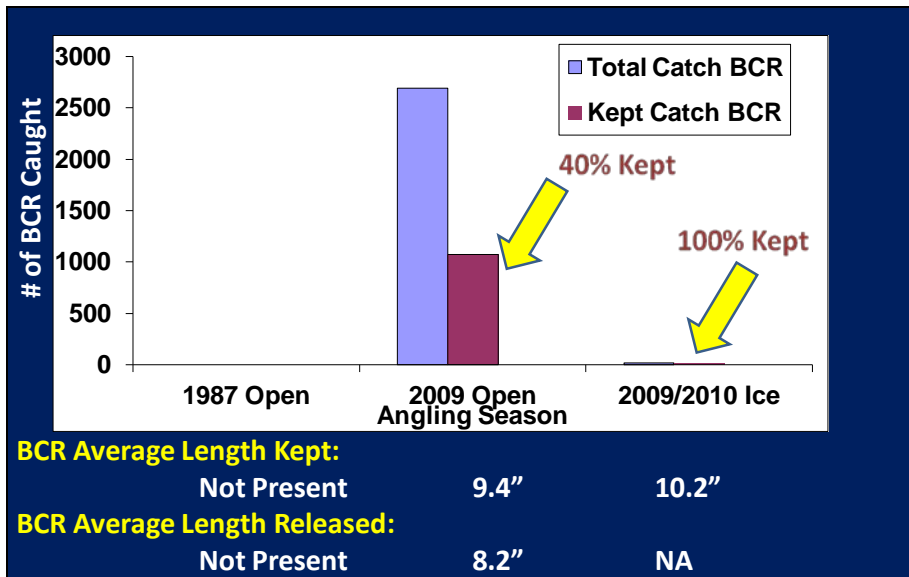 3000
2500
2000
1500
1000
500
0
# of BCR Caught
Total Catch BCR
Kept Catch BCR
40% Kept
100% Kept
1987 Open 2009 Open 2009/2010 Ice
Angling Season
BCR Average Length Kept:
Not Present 9.4” 10.2”
BCR Average Length Released:
Not Present 8.2” NA